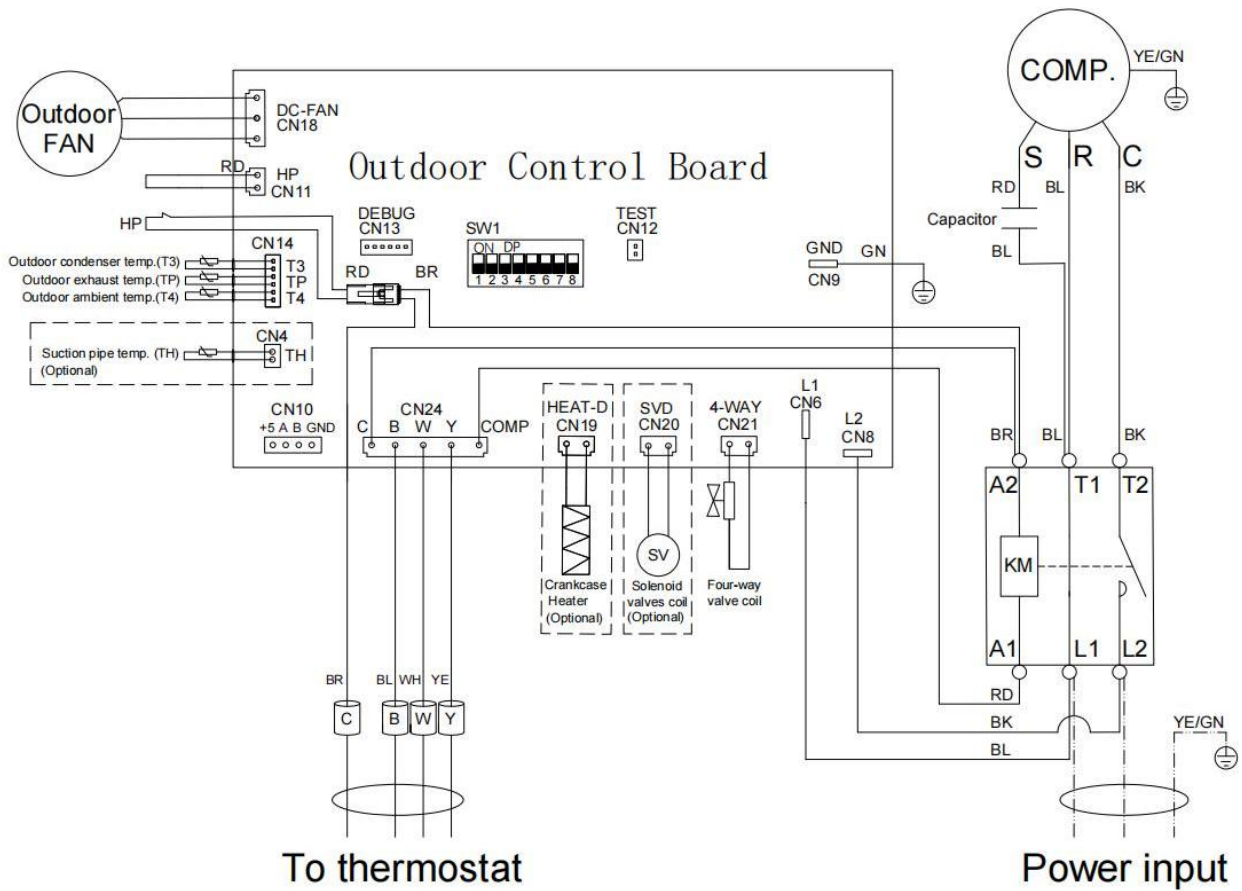 COMP.
YE/GN
Outdoor
FAN
DC-FAN
CN18
Outdoor Control Board
S R C
RD
HP
CN11
RD BL BK
HP
DEBUG
CN13
SW1
ON DP
1 2 3 4 5 6 7 8
TEST
CN12
Capacitor
BL
CN14
GND
CN9
GN
Outdoor condenser temp.(T3)
T3
Outdoor exhaust temp.(TP)
TP
Outdoor ambient temp.(T4)
T4
RD BR
Suction pipe temp. (TH)
(Optional)
CN4
TH
CN10
+5 A B GND
CN24
C B W Y COMP
HEAT-D
CN19
SVD
CN20
4-WAY
CN21
L1
CN6
L2
CN8
BR BL BK
A2 T1 T2
KM
A1 L1 L2
SV
Crankcase
Heater
(Optional)
Solenoid
valves coil
(Optional)
Four-way
valve coil
BR BL WH YE
C B W Y
RD
BK
BL
YE/GN
To thermostat
Power input